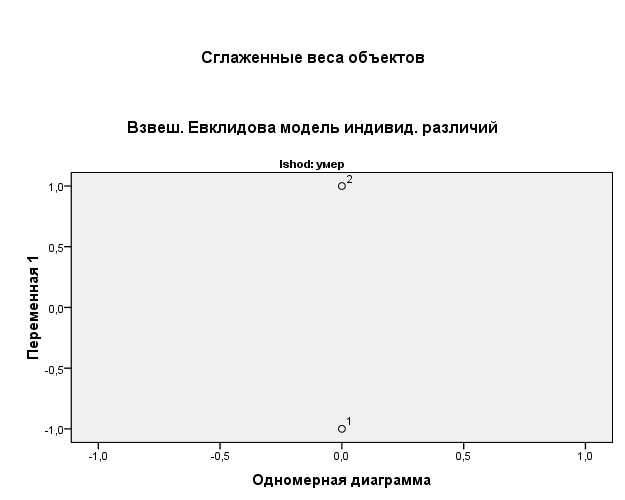 Сглаженные веса объектов
Взвеш. Евклидова модель индивид. различий
Ishod: умер
2
1,0
0,5
Переменная 1
0,0
-0,5
1
-1,0
-1,0 -0,5 0,0 0,5 1,0
Одномерная диаграмма